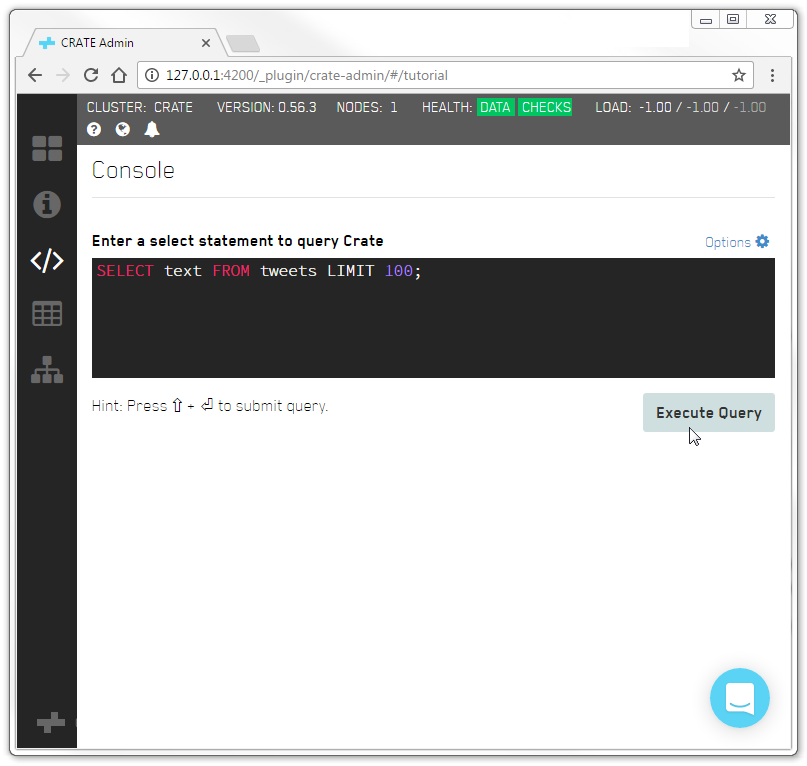 CRATE Admin
127.0.0.1:4200/_plugin/crate-admin/#/tutorial
CLUSTER: CRATE VERSION: 0.56.3 NODES: 1 HEALTH: DATA CHECKS LOAD: -1.00 / -1.00 / -1.00
Console
Enter a select statement to query Crate Options
SELECT text FROM tweets LIMIT 100;
Hint: Press ⇧ + ⏎ to submit query.
Execute Query